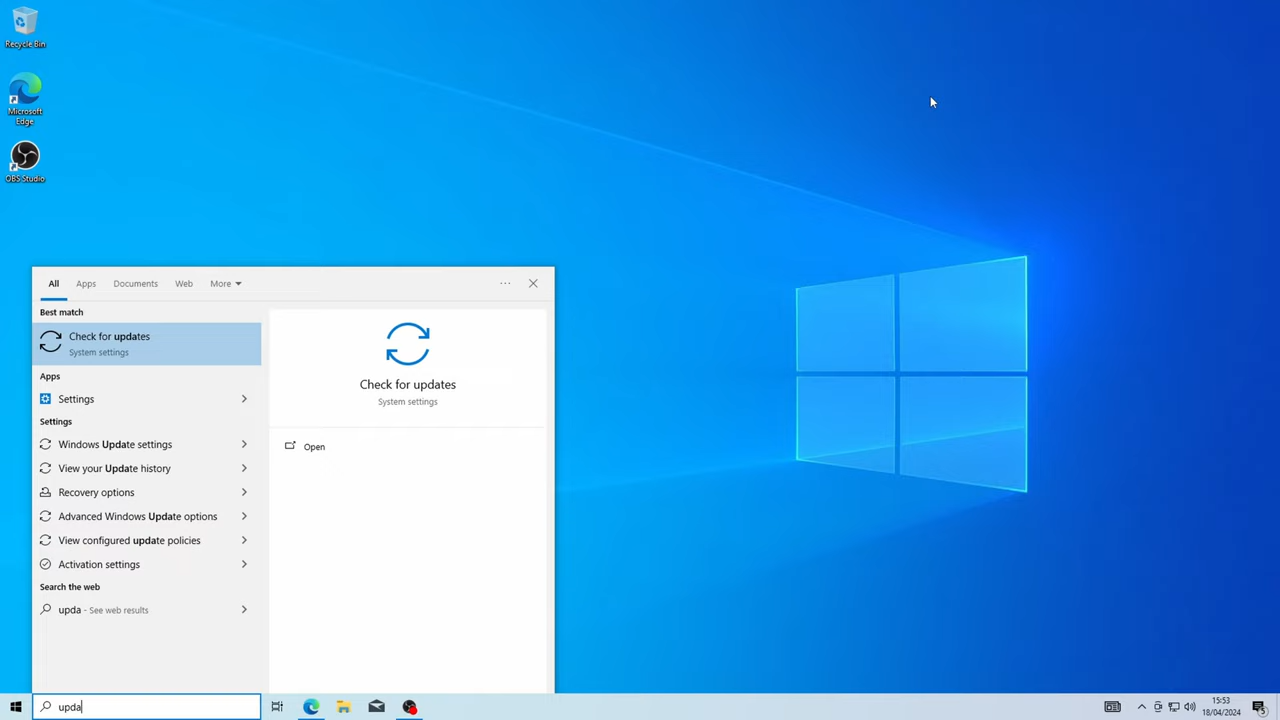 Recycle Bin
Microsoft
Edge
OBS Studio
All
Apps
Documents
Web
More
Best match
Check for updates
System settings
Apps
Settings
Settings
Windows Update settings
View your Update history
Recovery options
Advanced Windows Update options
View configured update policies
Activation settings
Search the web
upda - See web results
Check for updates
System settings
Open
upda
15:53
18/04/2024
5